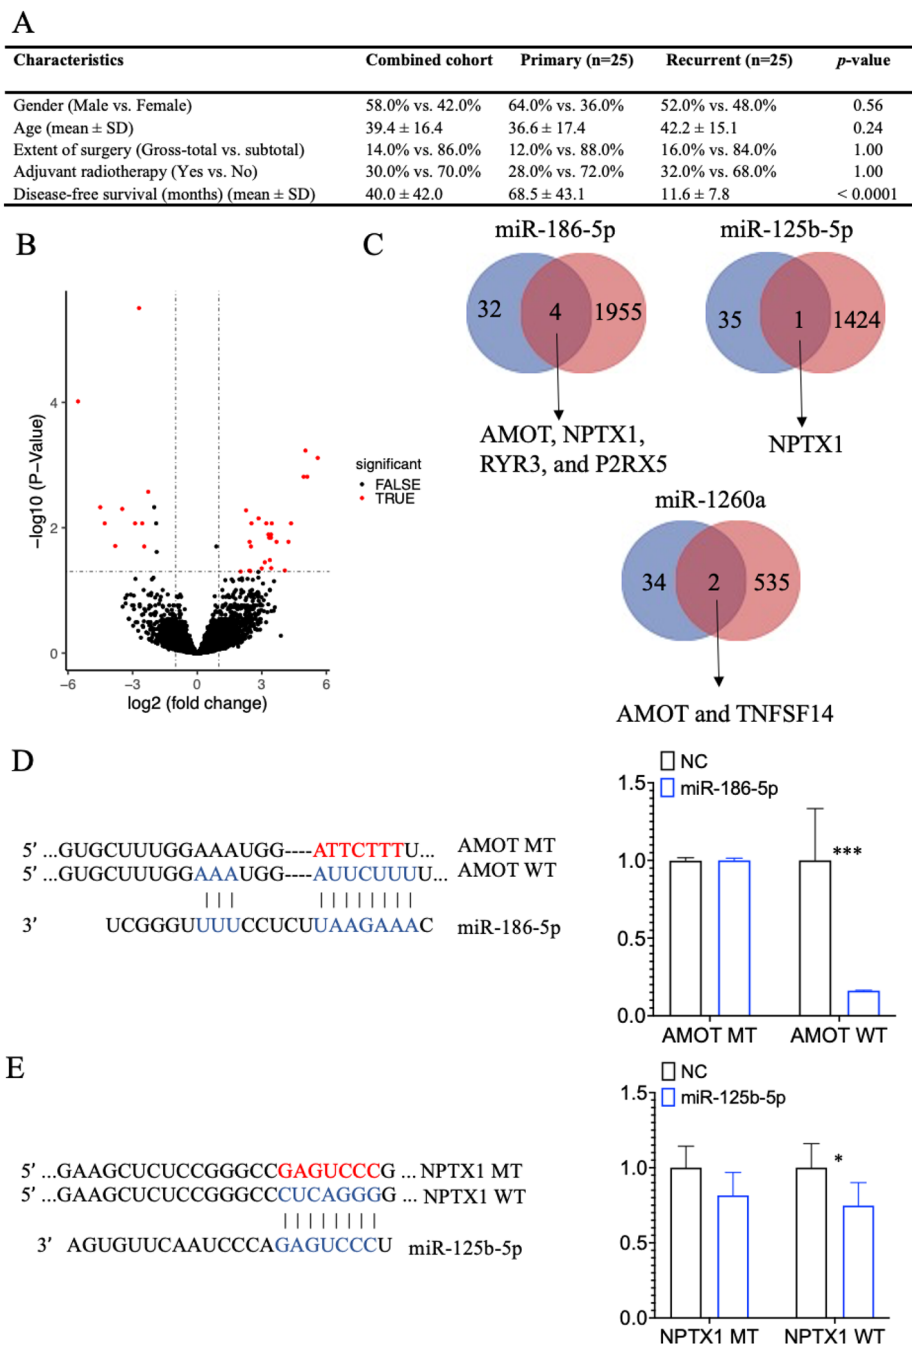 A
Characteristics Combined cohort Primary (n=25) Recurrent (n=25) p-value
Gender (Male vs. Female) 58.0% vs. 42.0% 64.0% vs. 36.0% 52.0% vs. 48.0% 0.56
Age (mean ± SD) 39.4 ± 16.4 36.6 ± 17.4 42.2 ± 15.1 0.24
Extent of surgery (Gross-total vs. subtotal) 14.0% vs. 86.0% 12.0% vs. 88.0% 16.0% vs. 84.0% 1.00
Adjuvant radiotherapy (Yes vs. No) 30.0% vs. 70.0% 28.0% vs. 72.0% 32.0% vs. 68.0% 1.00
Disease-free survival (months) (mean ± SD) 40.0 ± 42.0 68.5 ± 43.1 11.6 ± 7.8 < 0.0001
B
−log10 (P−Value)
4
2
0
−6 −3 0 3 6
log2 (fold change)
significant
FALSE
TRUE
C
miR-186-5p
32 4 1955
AMOT, NPTX1,
RYR3, and P2RX5
miR-125b-5p
35 1 1424
NPTX1
miR-1260a
34 2 535
AMOT and TNFSF14
D
5' ...GUGCUUUGGAAAUGG----ATTCTTTU... AMOT MT
5' ...GUGCUUUGGAAAUGG----AUUCUUUU... AMOT WT
3' UCGGGUUUUCCUCUUAAGAAAC miR-186-5p
NC
miR-186-5p
1.5
1.0
0.5
0.0
***
AMOT MT AMOT WT
E
5' ...GAAGCUCUCCGGGCCGAGUCCCG ... NPTX1 MT
5' ...GAAGCUCUCCGGGCCCUCAGGGG ... NPTX1 WT
3' AGUGUUCAAUCCCAGAGUCCCU miR-125b-5p
NC
miR-125b-5p
1.5
1.0
0.5
0.0
*
NPTX1 MT NPTX1 WT